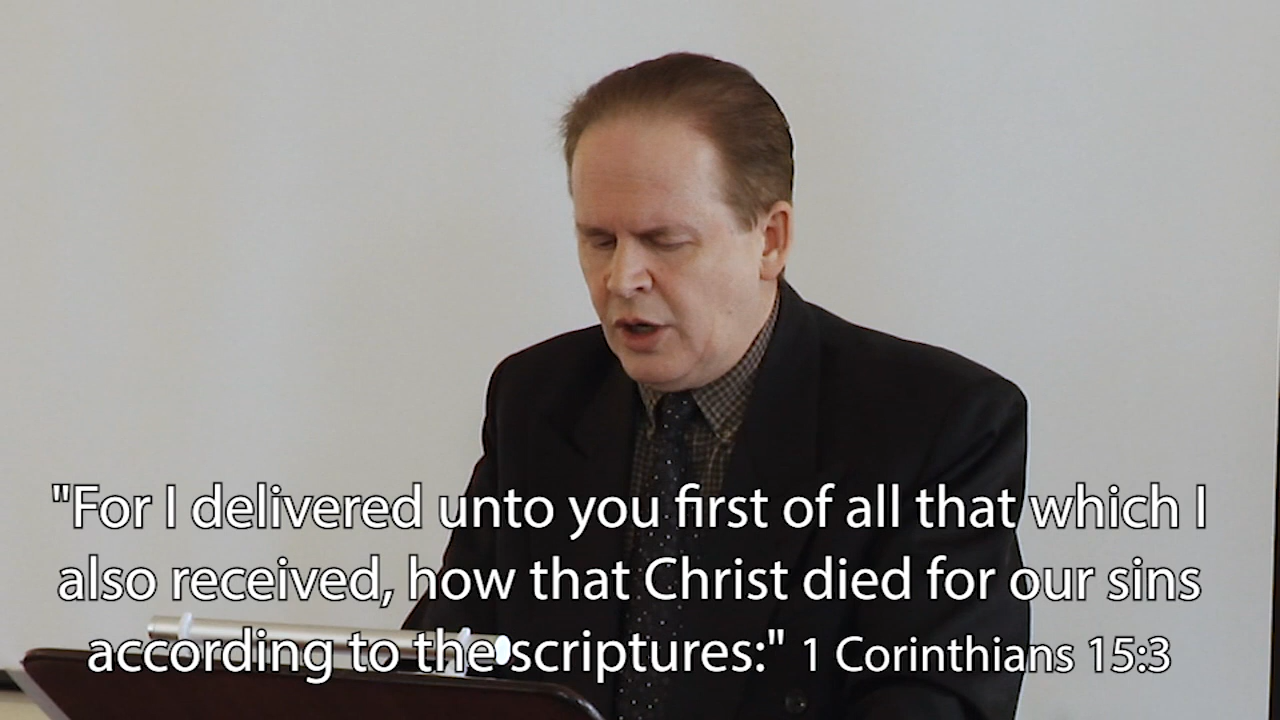 "For I delivered unto you first of all that which I
also received, how that Christ died for our sins
according to the scriptures:" 1 Corinthians 15:3